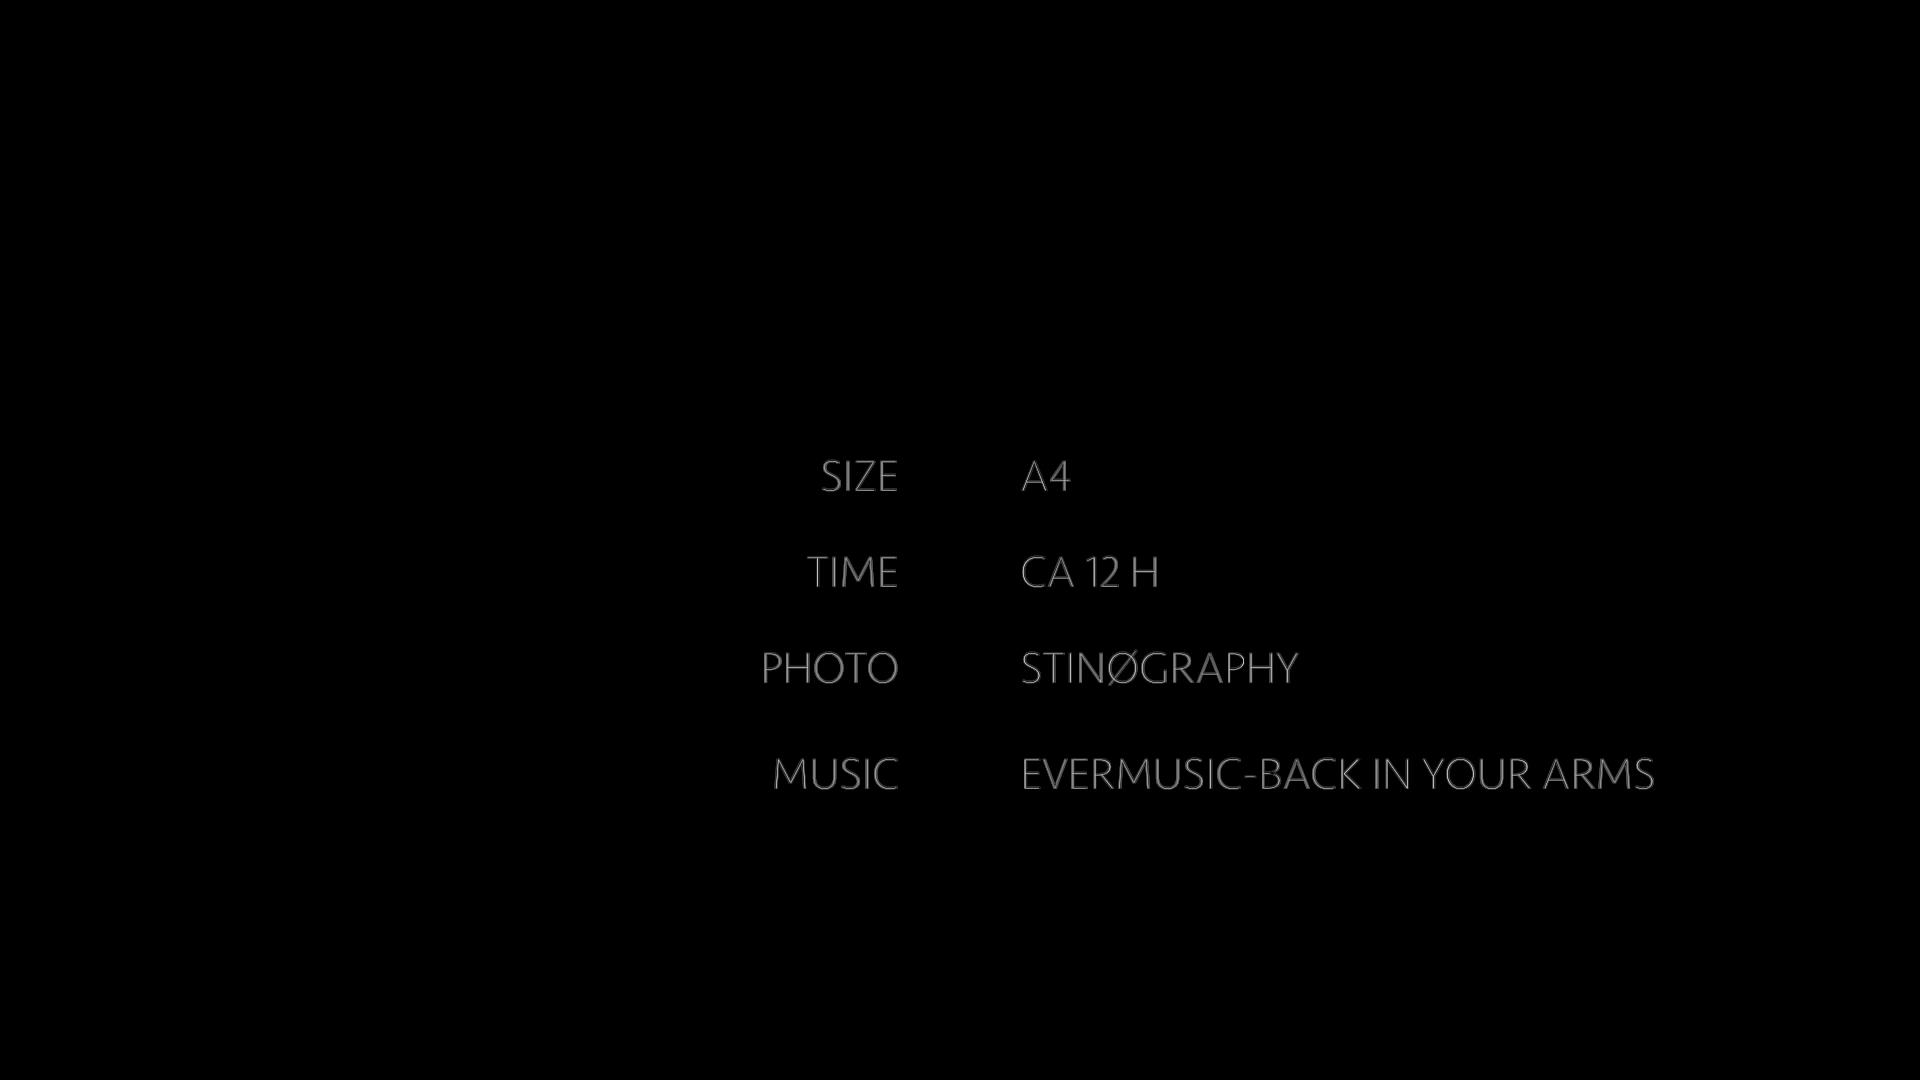 SIZE A4
TIME CA 12 H
PHOTO STINØGRAPHY
MUSIC EVERMUSIC-BACK IN YOUR ARMS